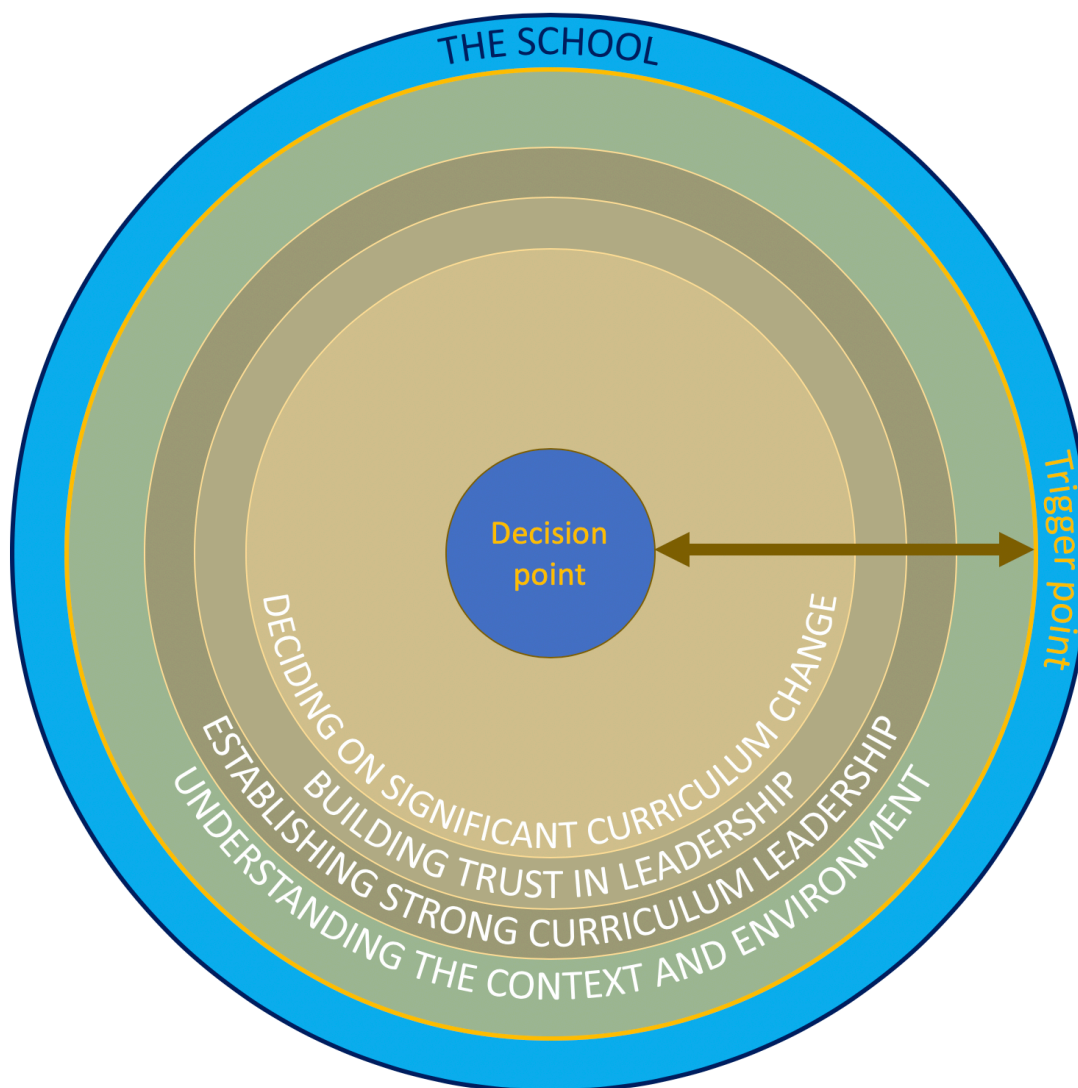 THE SCHOOL
Trigger point
Decision
point
DECIDING ON SIGNIFICANT CURRICULUM CHANGE
BUILDING TRUST IN LEADERSHIP
ESTABLISHING STRONG CURRICULUM LEADERSHIP
UNDERSTANDING THE CONTEXT AND ENVIRONMENT